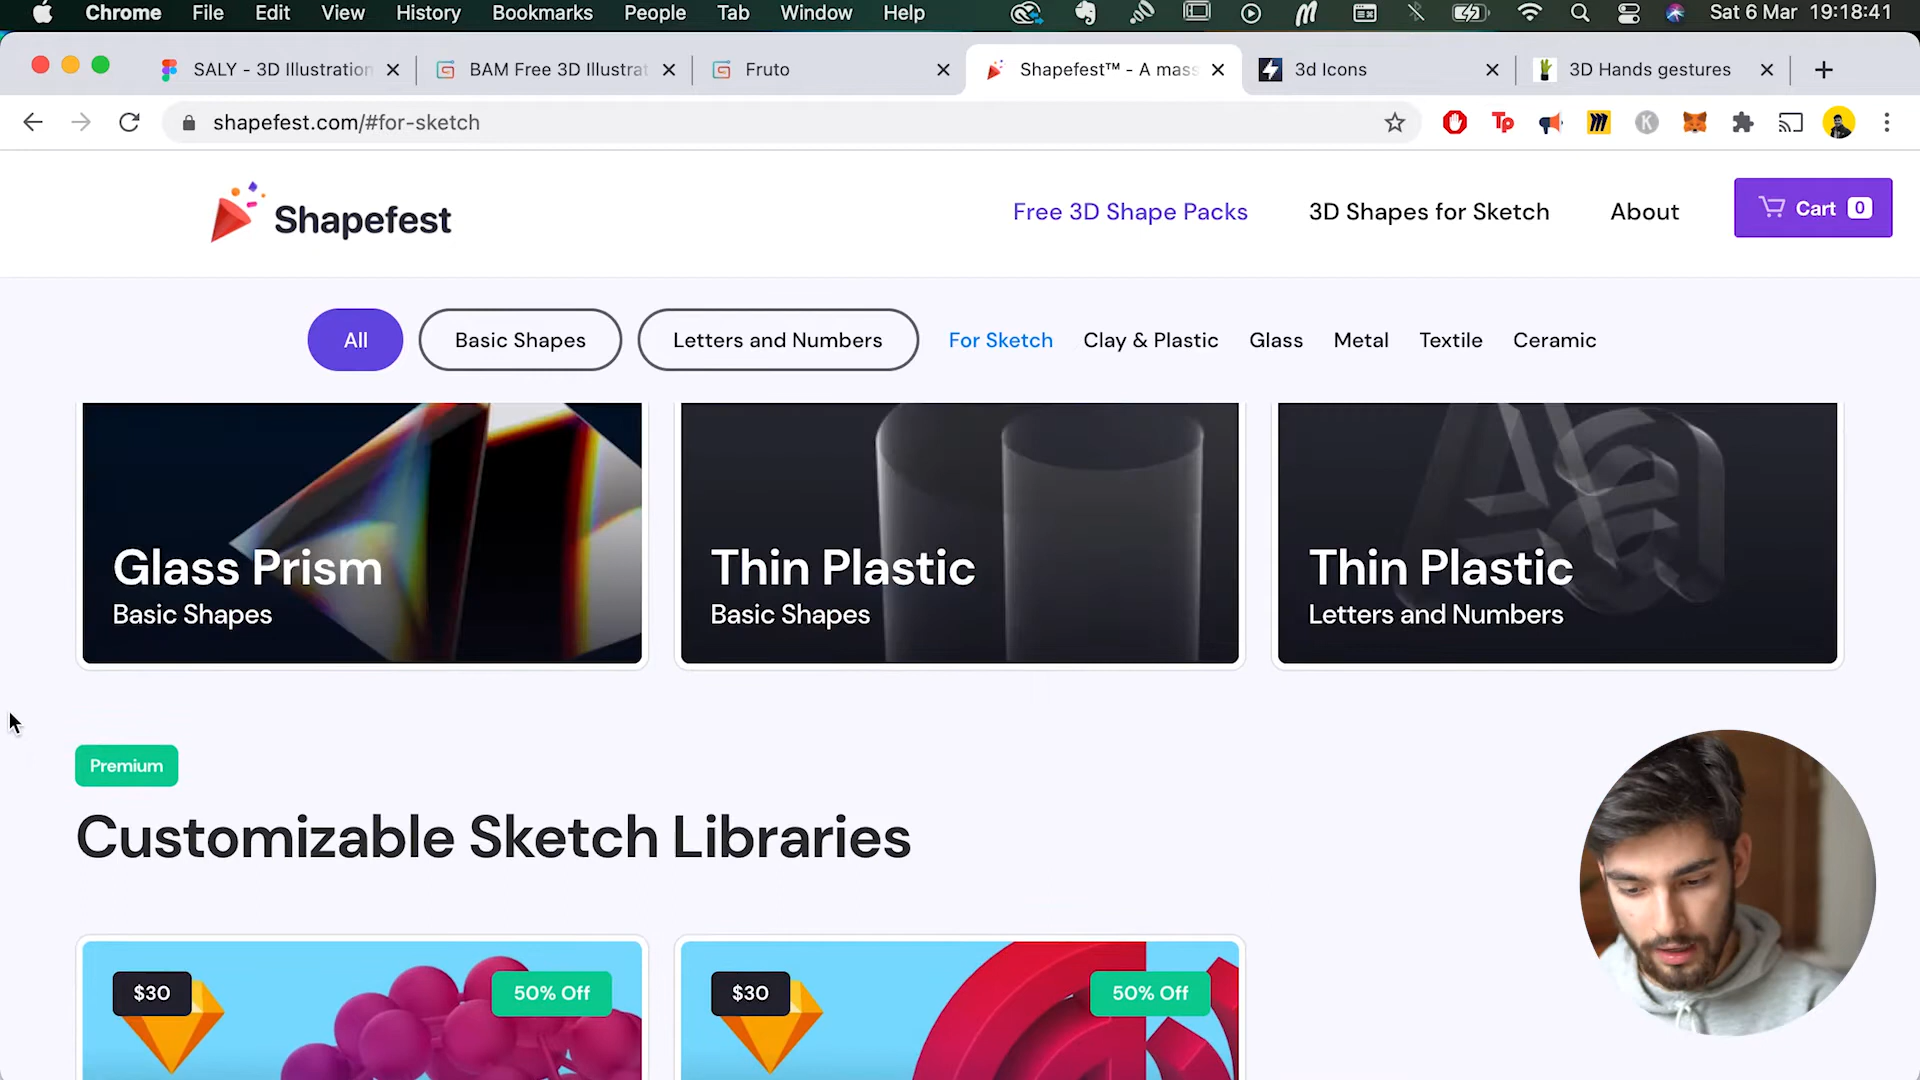 Chrome File Edit View History Bookmarks People Tab Window Help Sat 6 Mar 19:18:41
SALY - 3D Illustration BAM Free 3D Illustrat Fruto Shapefest™ - A mass 3d Icons 3D Hands gestures
shapefest.com/#for-sketch
Shapefest Free 3D Shape Packs 3D Shapes for Sketch About Cart 0
All Basic Shapes Letters and Numbers For Sketch Clay & Plastic Glass Metal Textile Ceramic
Glass Prism
Basic Shapes
Thin Plastic
Basic Shapes
Thin Plastic
Letters and Numbers
Premium
Customizable Sketch Libraries
$30 50% Off
$30 50% Off